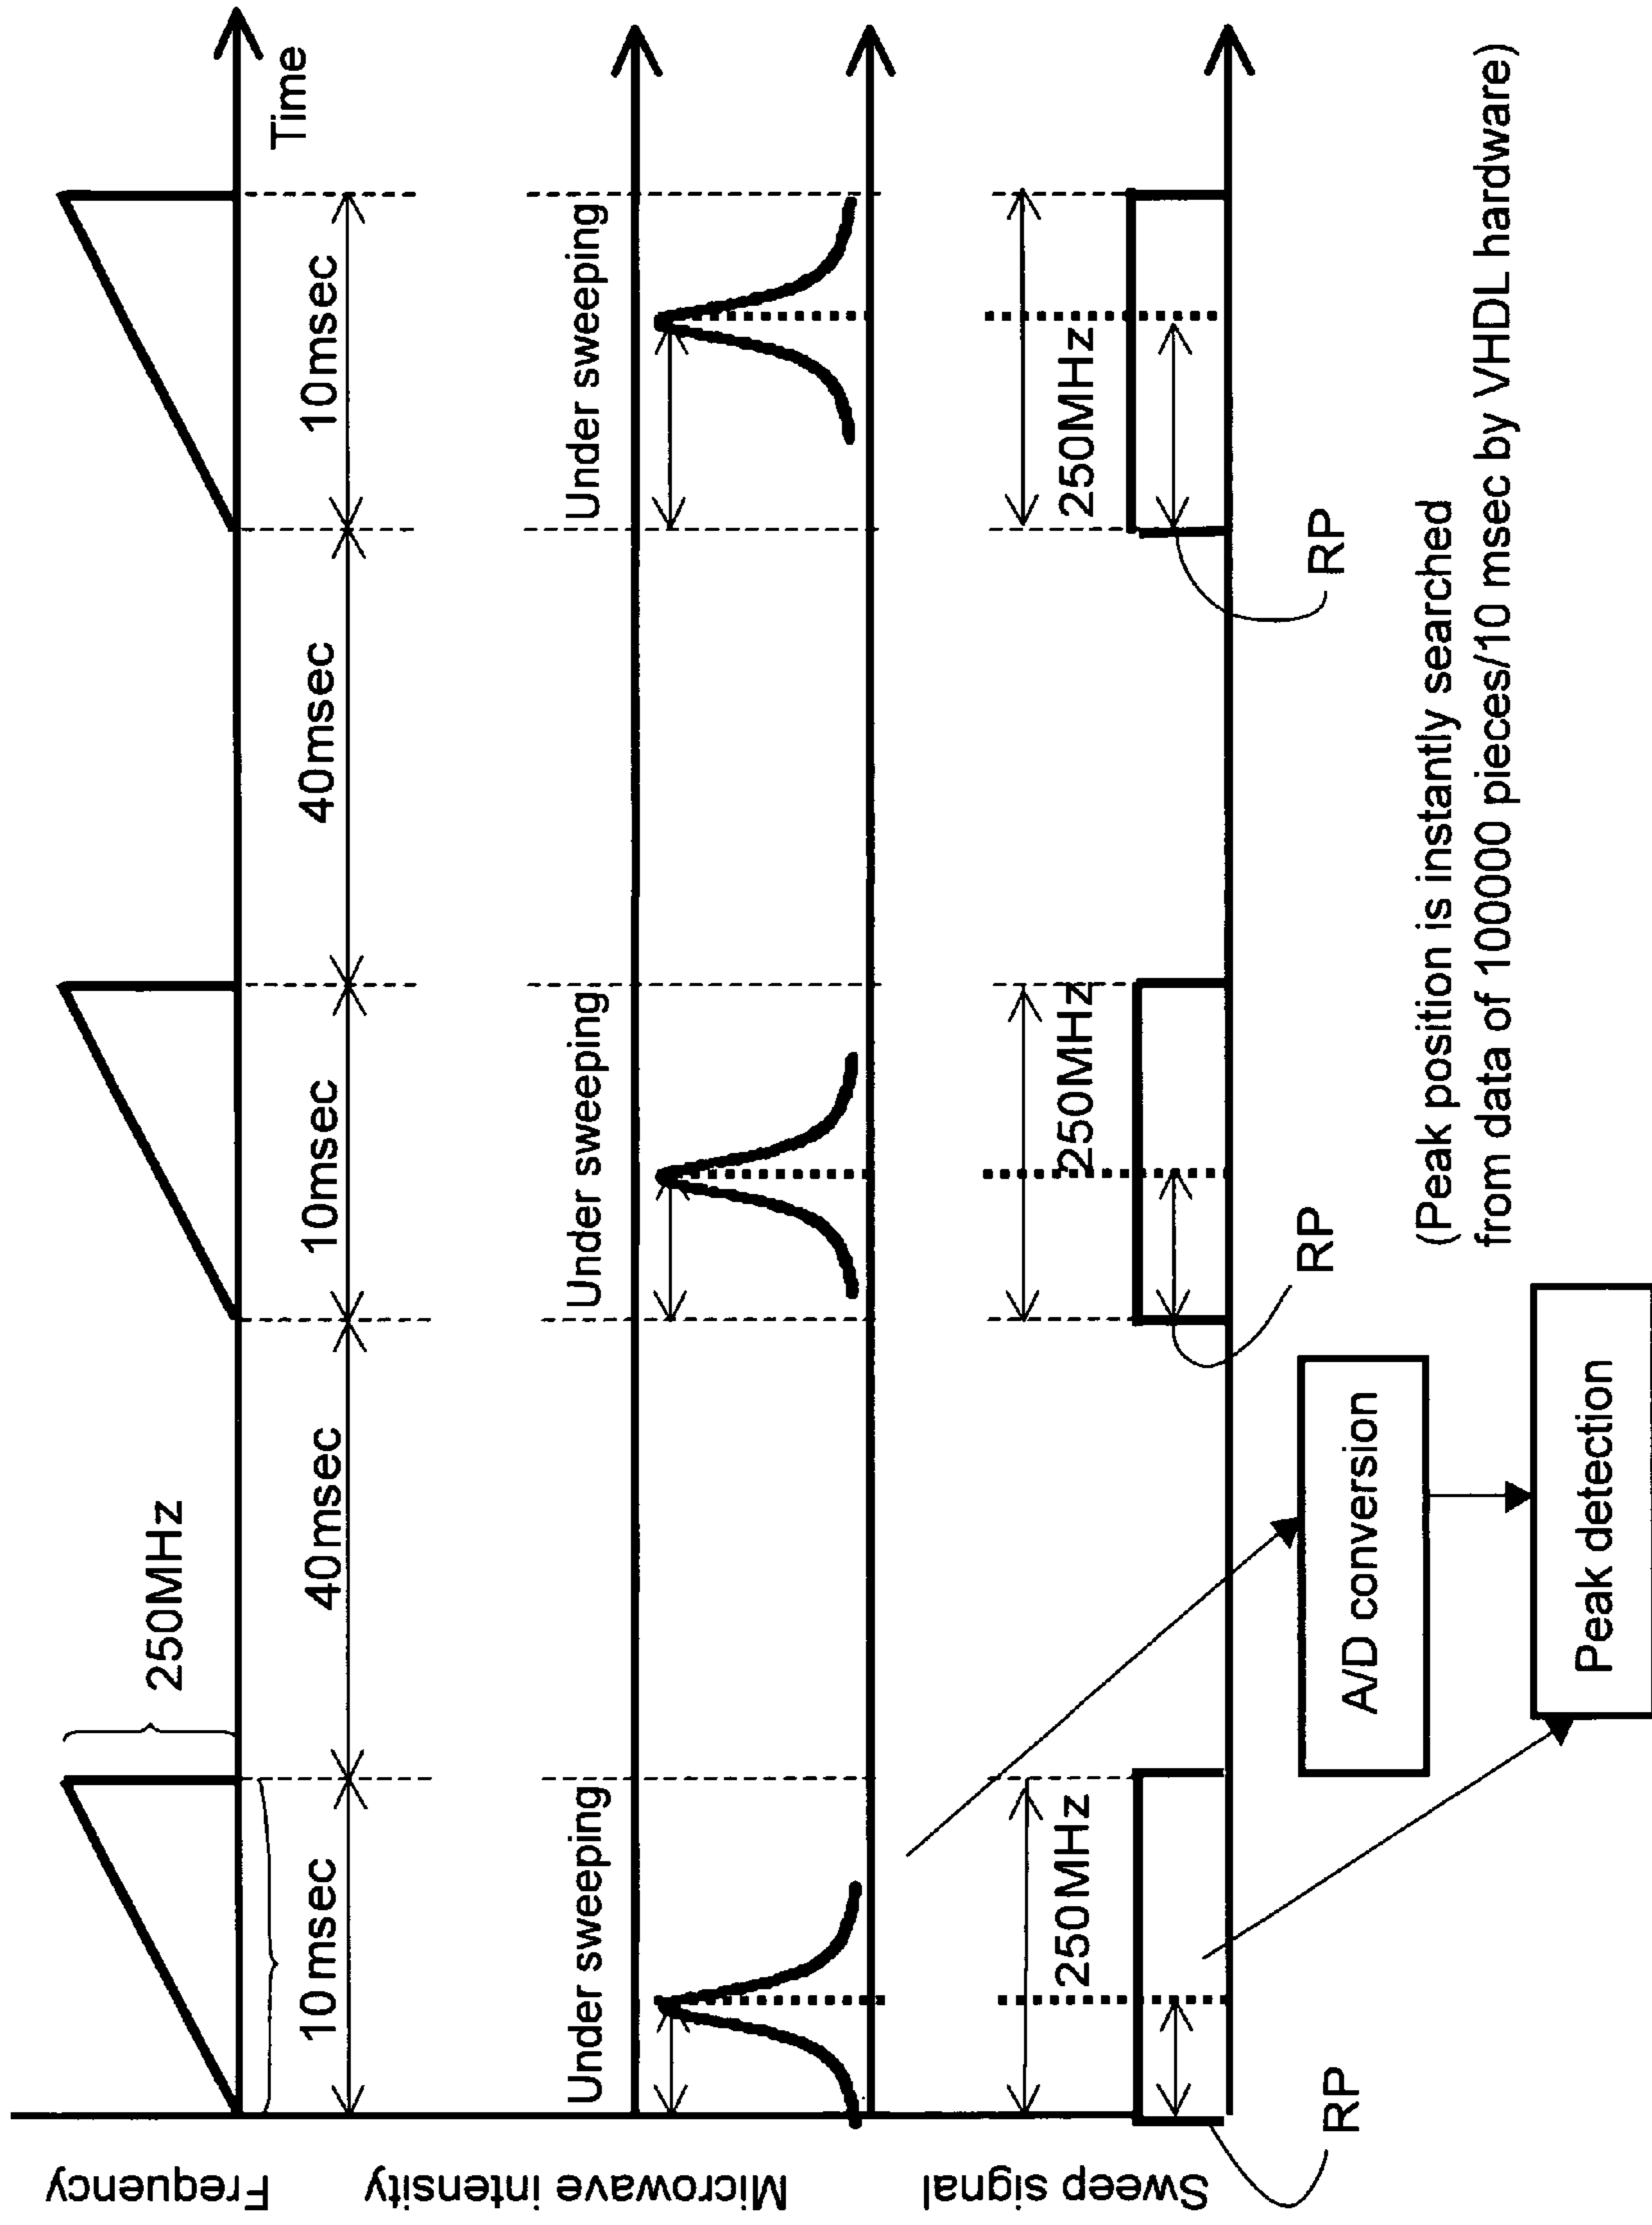 Frequency
250MHz
Time
10msec
40msec
10msec
40msec
10msec
Microwave intensity
Under sweeping
Under sweeping
Under sweeping
Sweep signal
250MHz
250MHz
250MHz
RP
RP
RP
A/D conversion
Peak detection
(Peak position is instantly searched
from data of 100000 pieces/10 msec by VHDL hardware)